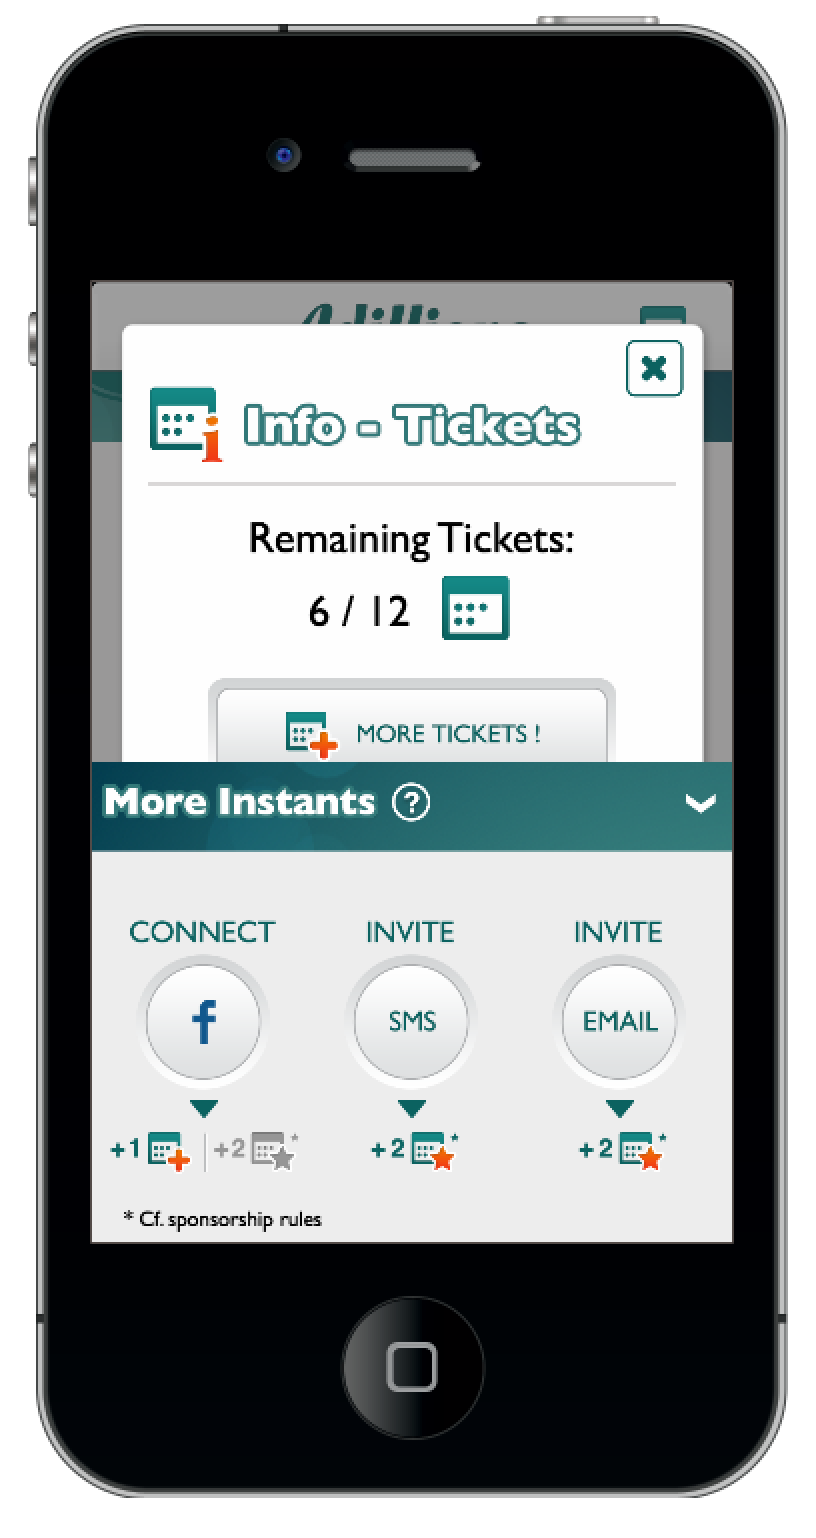 Info - Tickets
Remaining Tickets:
6 / 12
MORE TICKETS !
More Instants ?
CONNECT INVITE INVITE
f SMS EMAIL
+1 +2* +2* +2*
* Cf. sponsorship rules